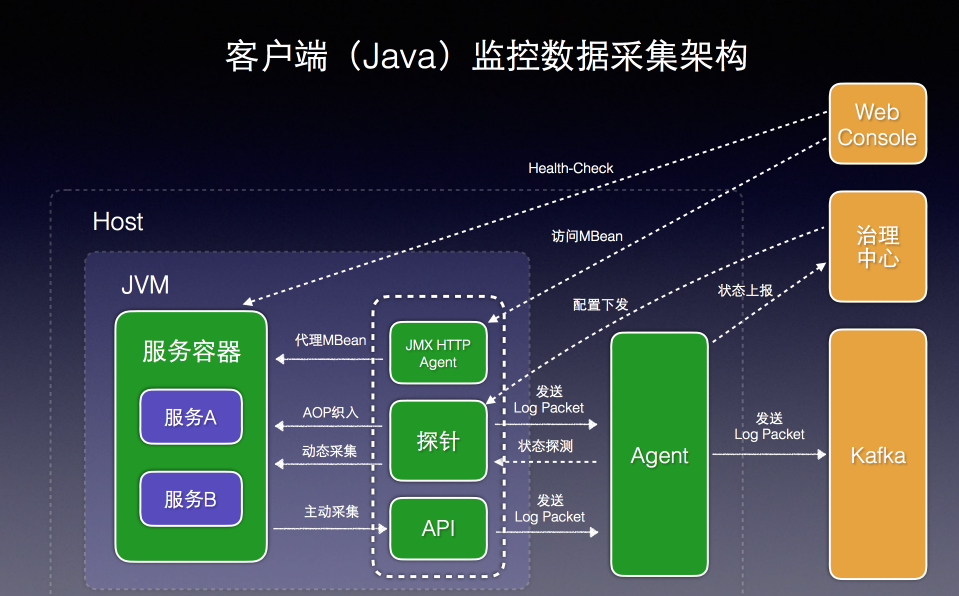 客户端（Java）监控数据采集架构
Web
Console
Health-Check
Host
访问MBean
治理
中心
JVM
状态上报
配置下发
服务容器
代理MBean
JMX HTTP
Agent
服务A
AOP织入
探针
发送
Log Packet
动态采集
状态探测
Agent
发送
Log Packet
Kafka
服务B
主动采集
API
发送
Log Packet